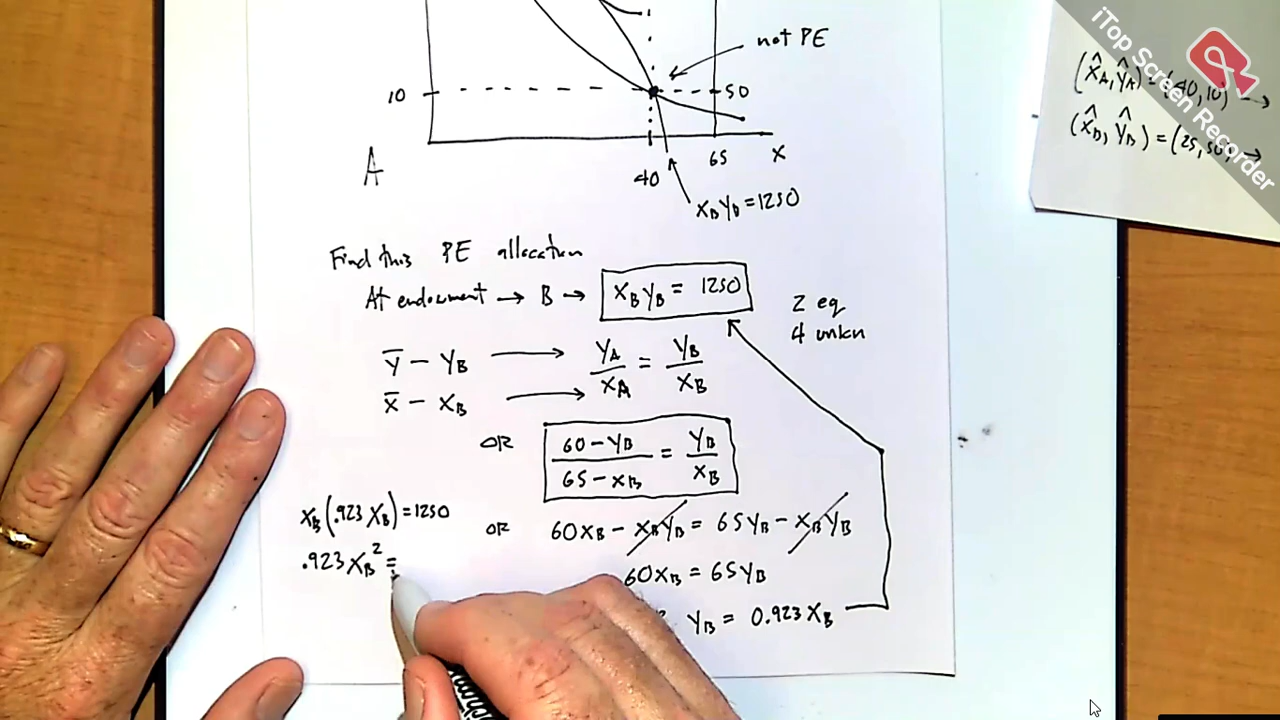 not PE
10
50
A
40
65
X
X_B Y_B = 1250
Find this PE allocation
At endowment → B → X_B Y_B = 1250
2 eq
4 unkn
y̅ − Y_B → Y_A/X_A = Y_B/X_B
x̅ − X_B →
OR (60 − Y_B)/(65 − X_B) = Y_B/X_B
X_B(.923 X_B) = 1250
.923 X_B² =
OR 60X_B − X_B Y_B = 65Y_B − X_B Y_B
60X_B = 65Y_B
Y_B = 0.923X_B
(X̂_A, Ŷ_A) = (40, 10) →
(X̂_B, Ŷ_B) = (25, 50) →
iTop Screen Recorder